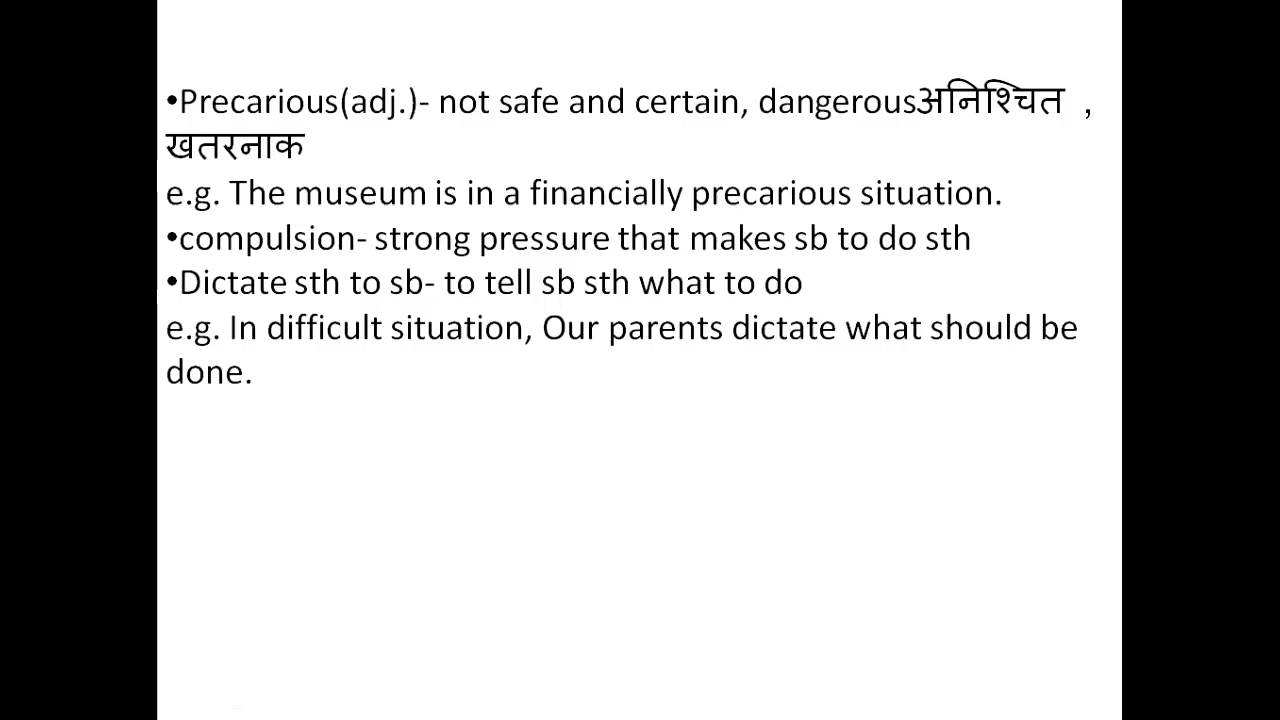 •Precarious(adj.)- not safe and certain, dangerousअनिश्चित ,
खतरनाक
e.g. The museum is in a financially precarious situation.
•compulsion- strong pressure that makes sb to do sth
•Dictate sth to sb- to tell sb sth what to do
e.g. In difficult situation, Our parents dictate what should be
done.